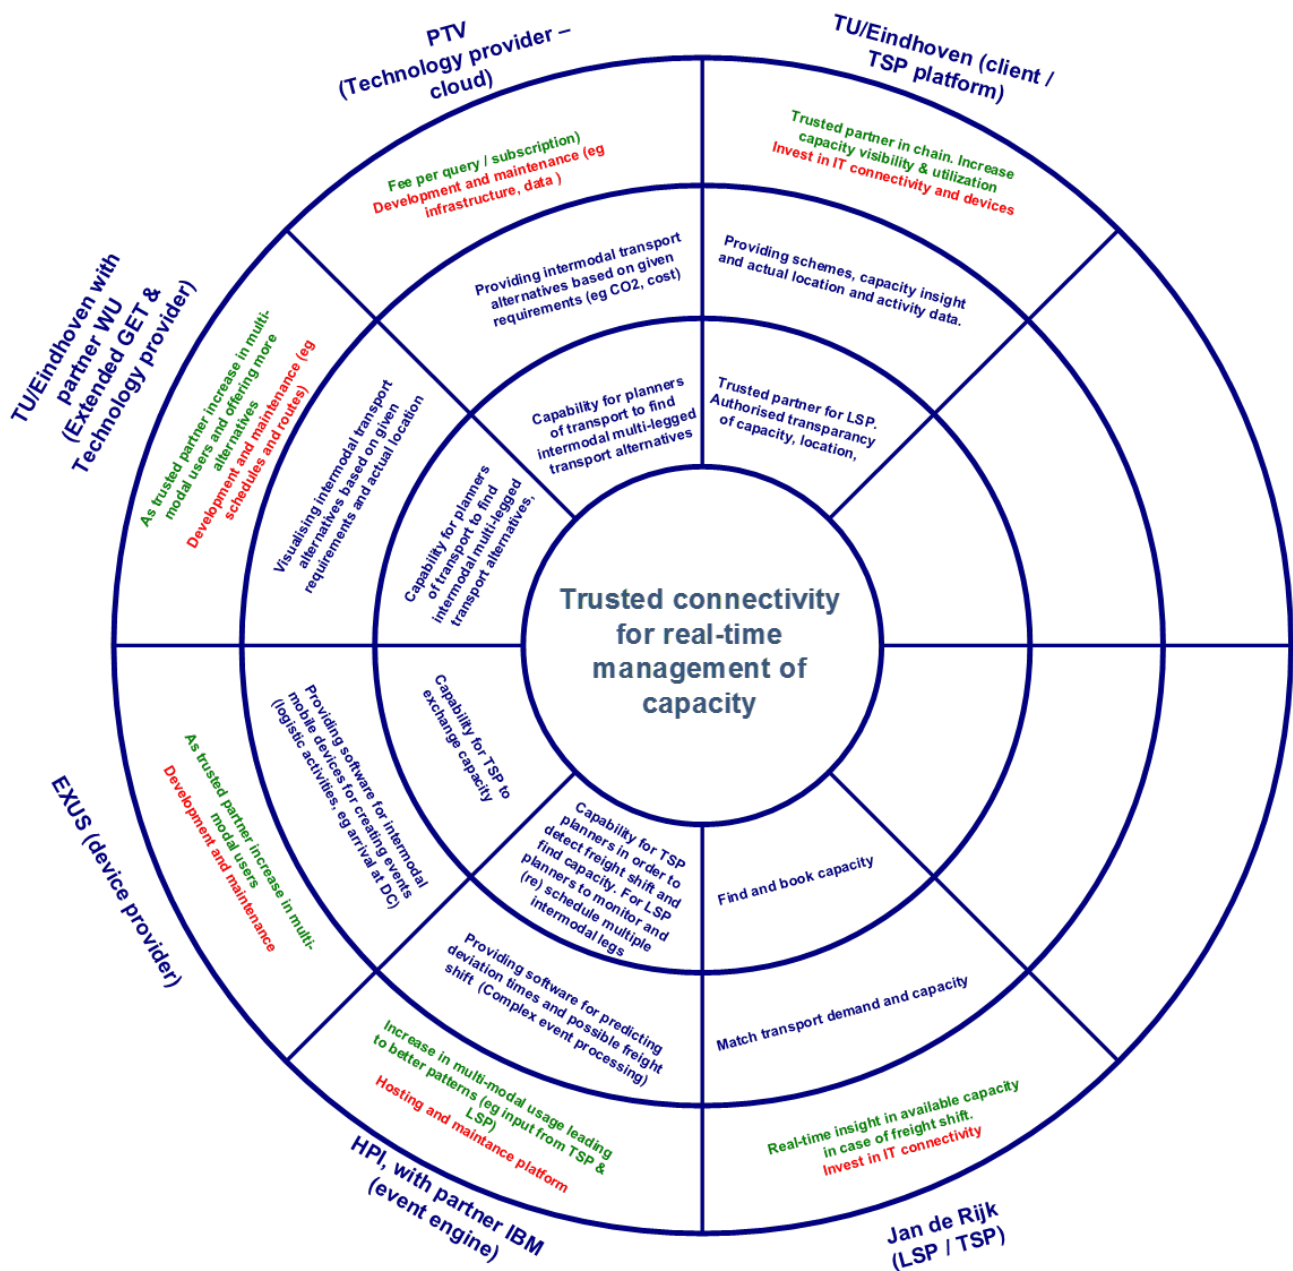 PTV
(Technology provider –
cloud)
TU/Eindhoven (client /
TSP platform)
Fee per query / subscription)
Development and maintenance (eg
infrastructure, data )
Trusted partner in chain. Increase
capacity visibility & utilization
Invest in IT connectivity and devices
Providing intermodal transport
alternatives based on given
requirements (eg CO2, cost)
Providing schemes, capacity insight
and actual location and activity data.
Capability for planners
of transport to find
intermodal multi-legged
transport alternatives
Trusted partner for LSP.
Authorised transparancy
of capacity, location,
TU/Eindhoven with
partner WU
(Extended GET &
Technology provider)
As trusted partner increase in multi-
modal users and offering more
alternatives
Development and maintenance (eg
schedules and routes)
Visualising intermodal transport
alternatives based on given
requirements and actual location
Capability for planners
of transport to find
intermodal multi-legged
transport alternatives,
Trusted connectivity
for real-time
management of
capacity
EXUS (device provider)
As trusted partner increase in multi-
modal users
Development and maintenance
Providing software for intermodal
mobile devices for creating events
(logistic activities, eg arrival at DC)
Capability for TSP to
exchange capacity
Capability for TSP
planners in order to
detect freight shift and
find capacity. For LSP
planners to monitor and
(re) schedule multiple
intermodal legs
Providing software for predicting
deviation times and possible freight
shift (Complex event processing)
Increase in multi-modal usage leading
to better patterns (eg input from TSP &
LSP)
Hosting and maintance platform
HPI, with partner IBM
(event engine)
Find and book capacity
Match transport demand and capacity
Real-time insight in available capacity
in case of freight shift.
Invest in IT connectivity
Jan de Rijk
(LSP / TSP)